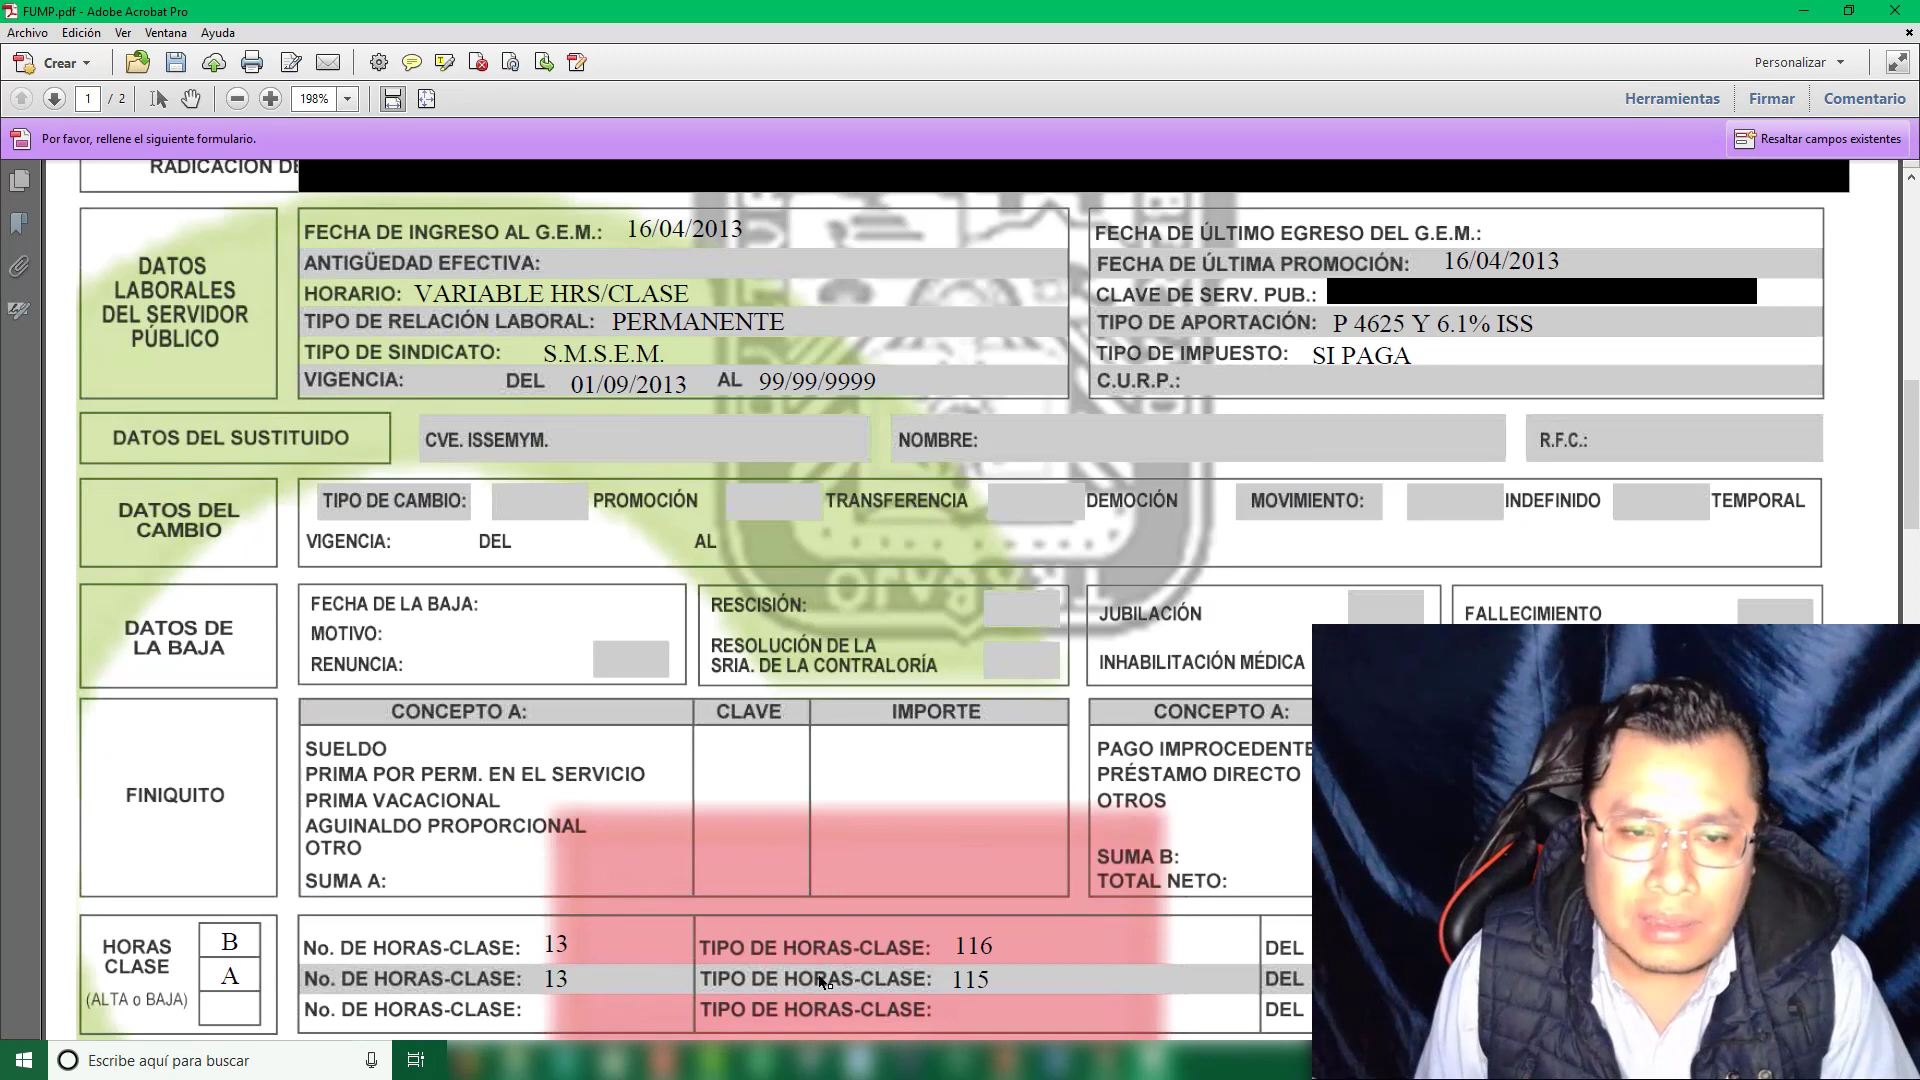 FUMP.pdf - Adobe Acrobat Pro
Archivo Edición Ver Ventana Ayuda
Crear Personalizar
1 / 2 198% Herramientas Firmar Comentario
Por favor, rellene el siguiente formulario. Resaltar campos existentes
RADICACION DE
DATOS LABORALES DEL SERVIDOR PÚBLICO
FECHA DE INGRESO AL G.E.M.: 16/04/2013
ANTIGÜEDAD EFECTIVA:
HORARIO: VARIABLE HRS/CLASE
TIPO DE RELACIÓN LABORAL: PERMANENTE
TIPO DE SINDICATO: S.M.S.E.M.
VIGENCIA: DEL 01/09/2013 AL 99/99/9999
FECHA DE ÚLTIMO EGRESO DEL G.E.M.:
FECHA DE ÚLTIMA PROMOCIÓN: 16/04/2013
CLAVE DE SERV. PUB.:
TIPO DE APORTACIÓN: P 4625 Y 6.1% ISS
TIPO DE IMPUESTO: SI PAGA
C.U.R.P.:
DATOS DEL SUSTITUIDO CVE. ISSEMYM. NOMBRE: R.F.C.:
DATOS DEL CAMBIO
TIPO DE CAMBIO: PROMOCIÓN TRANSFERENCIA DEMOCIÓN MOVIMIENTO: INDEFINIDO TEMPORAL
VIGENCIA: DEL AL
DATOS DE LA BAJA
FECHA DE LA BAJA:
MOTIVO:
RENUNCIA:
RESCISIÓN:
RESOLUCIÓN DE LA
SRIA. DE LA CONTRALORÍA
JUBILACIÓN
INHABILITACIÓN MÉDICA
FALLECIMIENTO
FINIQUITO
CONCEPTO A: CLAVE IMPORTE CONCEPTO A:
SUELDO
PRIMA POR PERM. EN EL SERVICIO
PRIMA VACACIONAL
AGUINALDO PROPORCIONAL
OTRO
SUMA A:
PAGO IMPROCEDENTE
PRÉSTAMO DIRECTO
OTROS
SUMA B:
TOTAL NETO:
HORAS CLASE
(ALTA o BAJA)
B
A
No. DE HORAS-CLASE: 13 TIPO DE HORAS-CLASE: 116 DEL
No. DE HORAS-CLASE: 13 TIPO DE HORAS-CLASE: 115 DEL
No. DE HORAS-CLASE: TIPO DE HORAS-CLASE: DEL
Escribe aquí para buscar